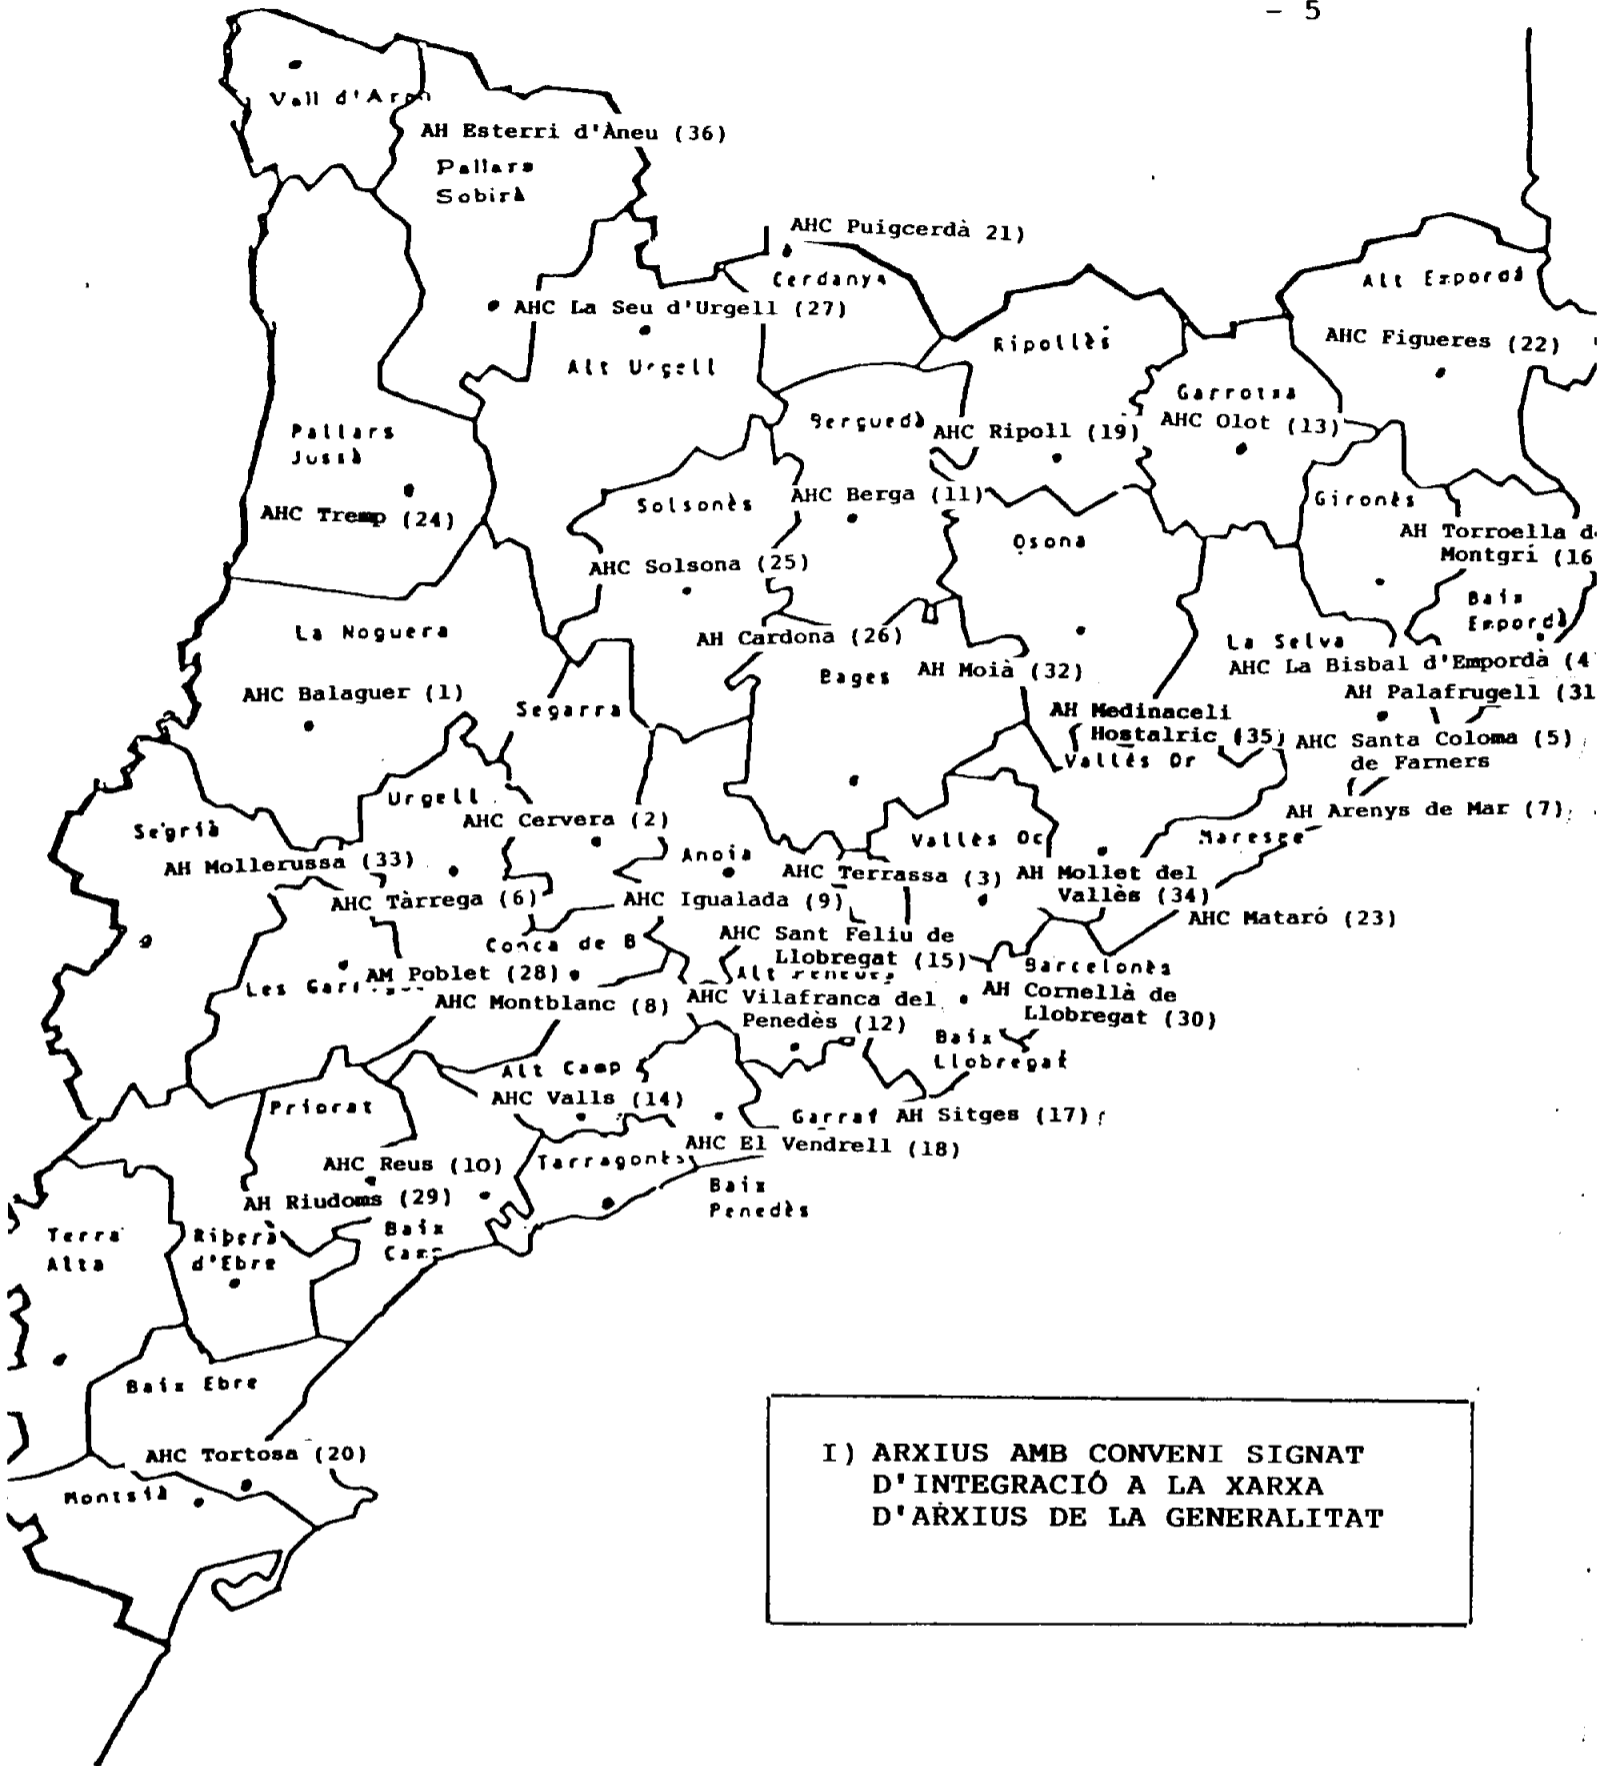 - 5
Vall d'Aran
AH Esterri d'Àneu (36)
Pallars
Sobirà
AHC Puigcerdà 21)
Cerdanya
Alt Empordà
AHC La Seu d'Urgell (27)
Ripollès
AHC Figueres (22)
Alt Urgell
Garrotxa
Berguedà
AHC Ripoll (19)
AHC Olot (13)
Pallars
Jussà
Solsonès
AHC Berga (11)
Gironès
AHC Tremp (24)
AH Torroella d
Montgrí (16
Osona
AHC Solsona (25)
Baix
Empordà
La Noguera
AH Cardona (26)
La Selva
AHC La Bisbal d'Empordà (4
Bages
AH Moià (32)
AHC Balaguer (1)
AH Palafrugell (31
Segarra
AH Medinaceli
Hostalric (35)
AHC Santa Coloma (5)
de Farners
Vallès Or
Urgell
AH Arenys de Mar (7)
Segrià
AHC Cervera (2)
Vallès Oc
Maresme
AH Mollerussa (33)
Anoia
AHC Terrassa (3)
AH Mollet del
Vallès (34)
AHC Tàrrega (6)
AHC Igualada (9)
AHC Mataró (23)
Conca de B
AHC Sant Feliu de
Llobregat (15)
Barcelonès
AM Poblet (28)
Alt
Les
AHC Montblanc (8)
AHC Vilafranca del
Penedès (12)
AH Cornellà de
Llobregat (30)
Baix
Llobregat
Alt Camp
Priorat
AHC Valls (14)
Garraf
AH Sitges (17)
AHC El Vendrell (18)
AHC Reus (10)
Tarragonès
AH Riudoms (29)
Baix
Penedès
Terra
Alta
Ribera
d'Ebre
Baix
Camp
Baix Ebre
AHC Tortosa (20)
Montsià
I) ARXIUS AMB CONVENI SIGNAT
D'INTEGRACIÓ A LA XARXA
D'ARXIUS DE LA GENERALITAT